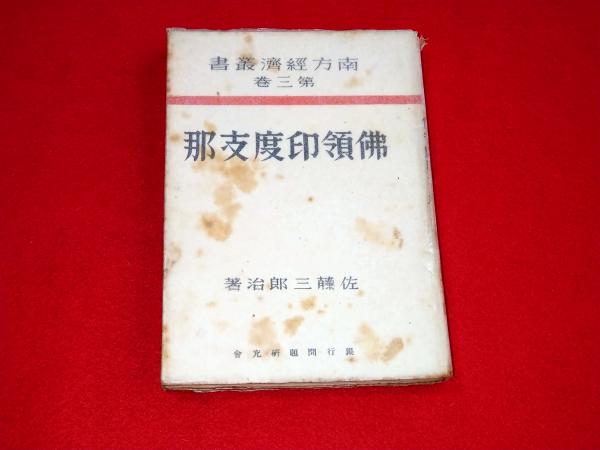 南方經濟叢書
第三卷
佛領印度支那
佐藤三郎治著
銀行問題研究會